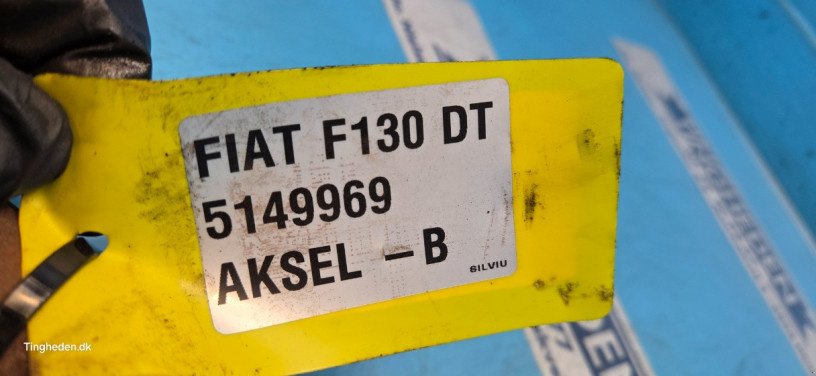 FIAT F130 DT
5149969
AKSEL - B
SILVIU
Tingheden.dk